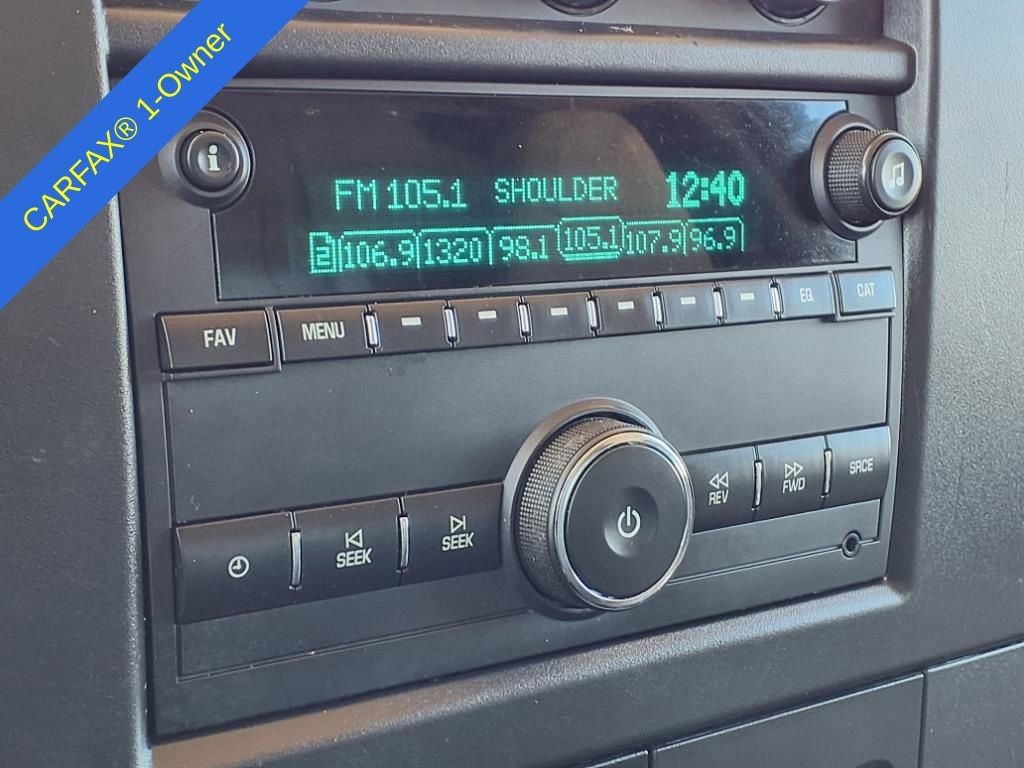 CARFAX® 1-Owner
i
FM 105.1 SHOULDER 12:40
2 106.9 1320 98.1 105.1 107.9 96.9
FAV MENU EQ CAT
REV FWD SRCE
SEEK SEEK